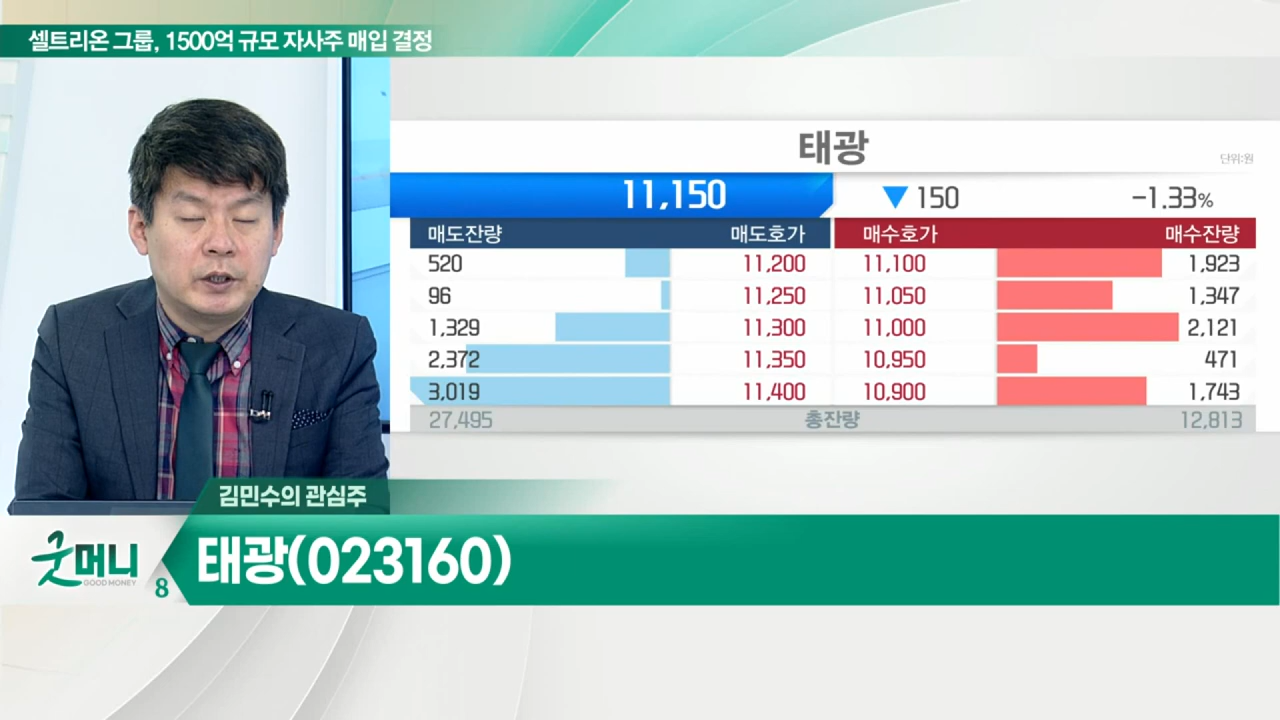 셀트리온 그룹, 1500억 규모 자사주 매입 결정
태광
단위:원
11,150 ▼ 150 -1.33%
매도잔량 매도호가 매수호가 매수잔량
520 11,200 11,100 1,923
96 11,250 11,050 1,347
1,329 11,300 11,000 2,121
2,372 11,350 10,950 471
3,019 11,400 10,900 1,743
27,495 총잔량 12,813
김민수의 관심주
굿머니
GOOD MONEY
8
태광(023160)